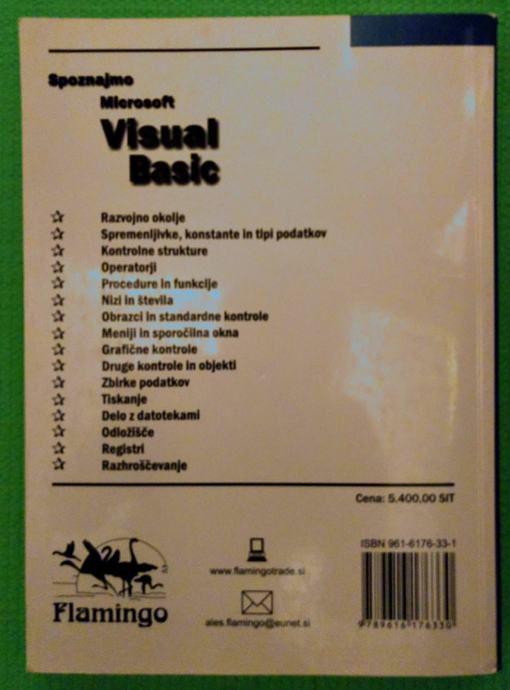 Spoznajmo
Microsoft
Visual
Basic
Razvojno okolje
Spremenljivke, konstante in tipi podatkov
Kontrolne strukture
Operatorji
Procedure in funkcije
Nizi in števila
Obrazci in standardne kontrole
Meniji in sporočilna okna
Grafične kontrole
Druge kontrole in objekti
Zbirke podatkov
Tiskanje
Delo z datotekami
Odložišče
Registri
Razhroščevanje
Cena: 5.400,00 SIT
ISBN 961-6176-33-1
www.flamingotrade.si
Flamingo
ales.flamingo@eunet.si
9789616176330